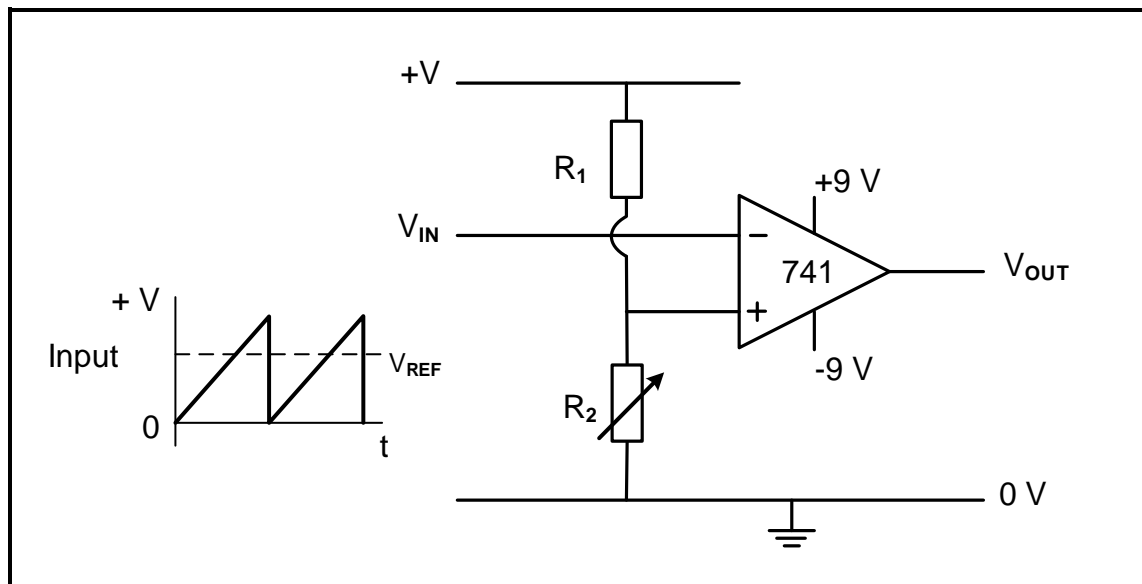 +V
R1
VIN
+9 V
−
741
+
VOUT
-9 V
+ V
Input
VREF
0
t
R2
0 V